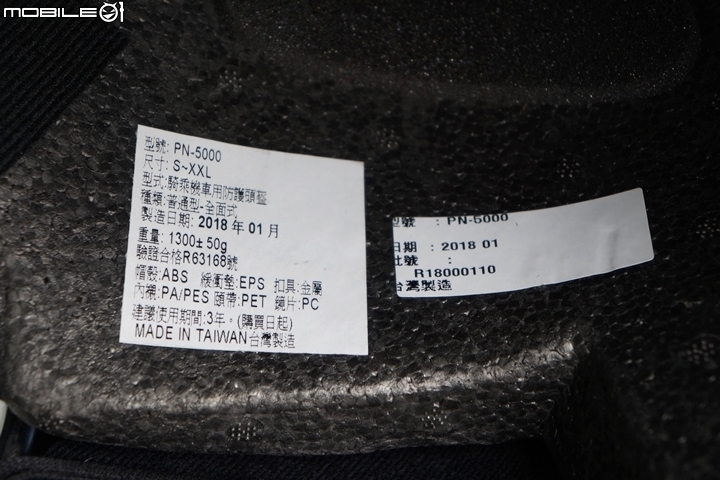 MOBILE01
型號: PN-5000
尺寸: S~XXL
型式:騎乘機車用防護頭盔
種類:普通型-全面式
製造日期: 2018 年 01 月
重量: 1300± 50g
驗證合格R63168號
帽殼:ABS 緩衝墊:EPS 扣具:金屬
內襯:PA/PES 頤帶:PET 鏡片:PC
建議使用期間:3年。(購買日起)
MADE IN TAIWAN台灣製造
型號 : PN-5000
日期 : 2018 01
批號 :
R18000110
台灣製造